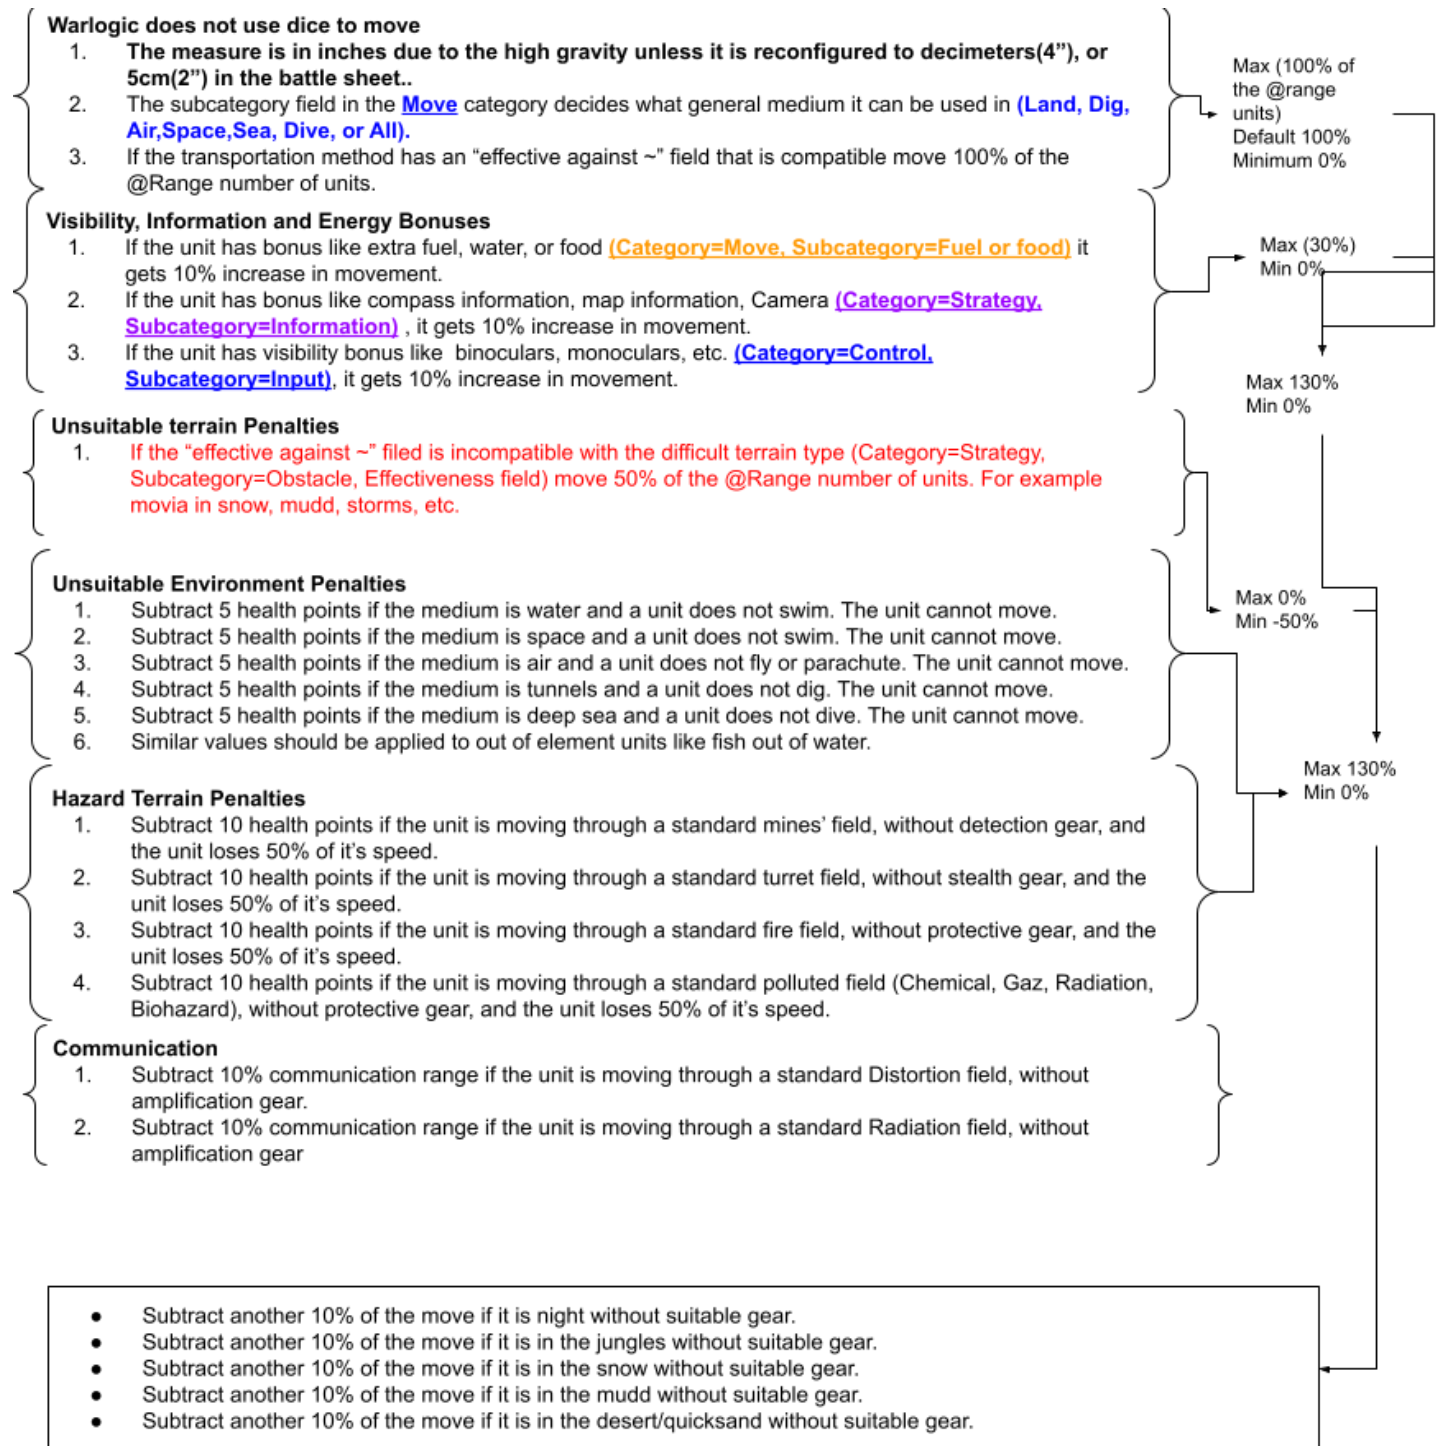 Warlogic does not use dice to move
1. The measure is in inches due to the high gravity unless it is reconfigured to decimeters(4”), or
5cm(2”) in the battle sheet..
2. The subcategory field in the Move category decides what general medium it can be used in (Land, Dig,
Air,Space,Sea, Dive, or All).
3. If the transportation method has an “effective against ~” field that is compatible move 100% of the
@Range number of units.
Max (100% of
the @range
units)
Default 100%
Minimum 0%
Visibility, Information and Energy Bonuses
1. If the unit has bonus like extra fuel, water, or food (Category=Move, Subcategory=Fuel or food) it
gets 10% increase in movement.
2. If the unit has bonus like compass information, map information, Camera (Category=Strategy,
Subcategory=Information) , it gets 10% increase in movement.
3. If the unit has visibility bonus like binoculars, monoculars, etc. (Category=Control,
Subcategory=Input), it gets 10% increase in movement.
Max (30%)
Min 0%
Max 130%
Min 0%
Unsuitable terrain Penalties
1. If the “effective against ~” filed is incompatible with the difficult terrain type (Category=Strategy,
Subcategory=Obstacle, Effectiveness field) move 50% of the @Range number of units. For example
movia in snow, mudd, storms, etc.
Max 0%
Min -50%
Unsuitable Environment Penalties
1. Subtract 5 health points if the medium is water and a unit does not swim. The unit cannot move.
2. Subtract 5 health points if the medium is space and a unit does not swim. The unit cannot move.
3. Subtract 5 health points if the medium is air and a unit does not fly or parachute. The unit cannot move.
4. Subtract 5 health points if the medium is tunnels and a unit does not dig. The unit cannot move.
5. Subtract 5 health points if the medium is deep sea and a unit does not dive. The unit cannot move.
6. Similar values should be applied to out of element units like fish out of water.
Max 130%
Min 0%
Hazard Terrain Penalties
1. Subtract 10 health points if the unit is moving through a standard mines’ field, without detection gear, and
the unit loses 50% of it’s speed.
2. Subtract 10 health points if the unit is moving through a standard turret field, without stealth gear, and the
unit loses 50% of it’s speed.
3. Subtract 10 health points if the unit is moving through a standard fire field, without protective gear, and the
unit loses 50% of it’s speed.
4. Subtract 10 health points if the unit is moving through a standard polluted field (Chemical, Gaz, Radiation,
Biohazard), without protective gear, and the unit loses 50% of it’s speed.
Communication
1. Subtract 10% communication range if the unit is moving through a standard Distortion field, without
amplification gear.
2. Subtract 10% communication range if the unit is moving through a standard Radiation field, without
amplification gear
● Subtract another 10% of the move if it is night without suitable gear.
● Subtract another 10% of the move if it is in the jungles without suitable gear.
● Subtract another 10% of the move if it is in the snow without suitable gear.
● Subtract another 10% of the move if it is in the mudd without suitable gear.
● Subtract another 10% of the move if it is in the desert/quicksand without suitable gear.